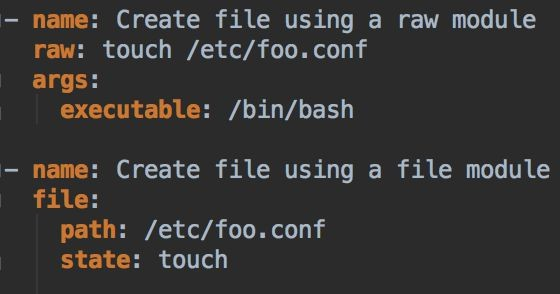 - name: Create file using a raw module
  raw: touch /etc/foo.conf
  args:
    executable: /bin/bash

- name: Create file using a file module
  file:
    path: /etc/foo.conf
    state: touch